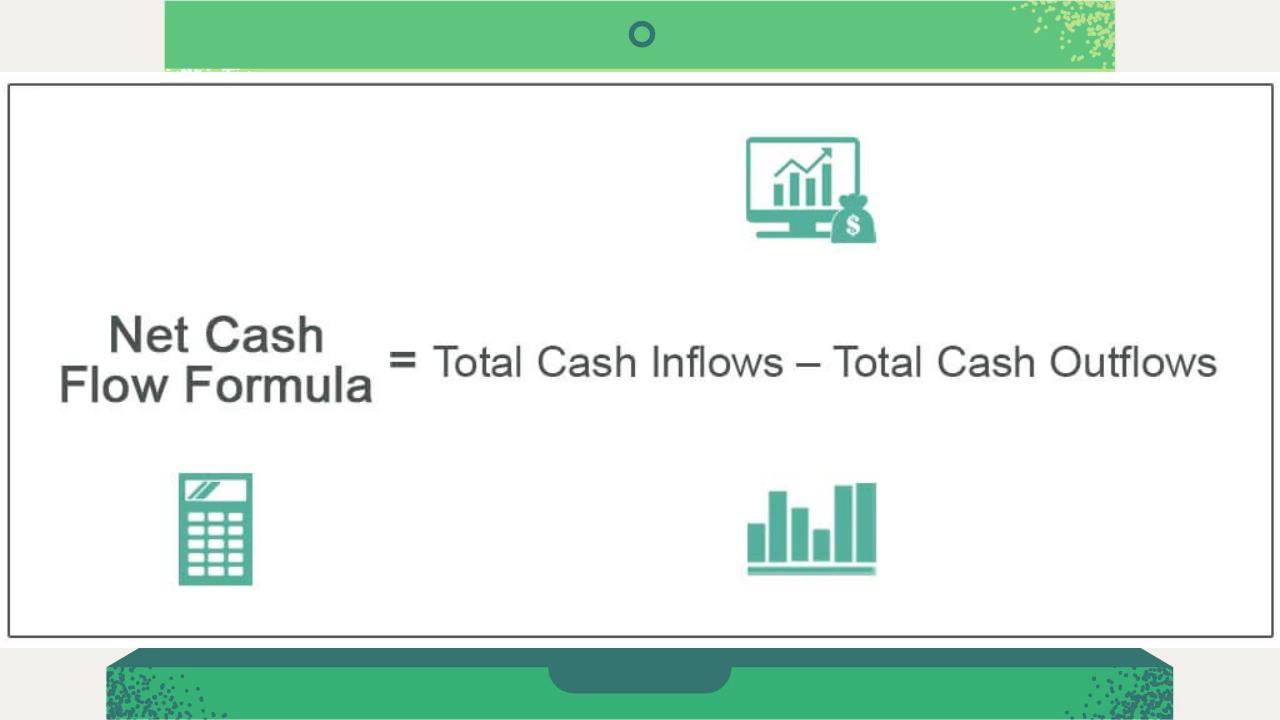 Net Cash
Flow Formula
= Total Cash Inflows – Total Cash Outflows
$